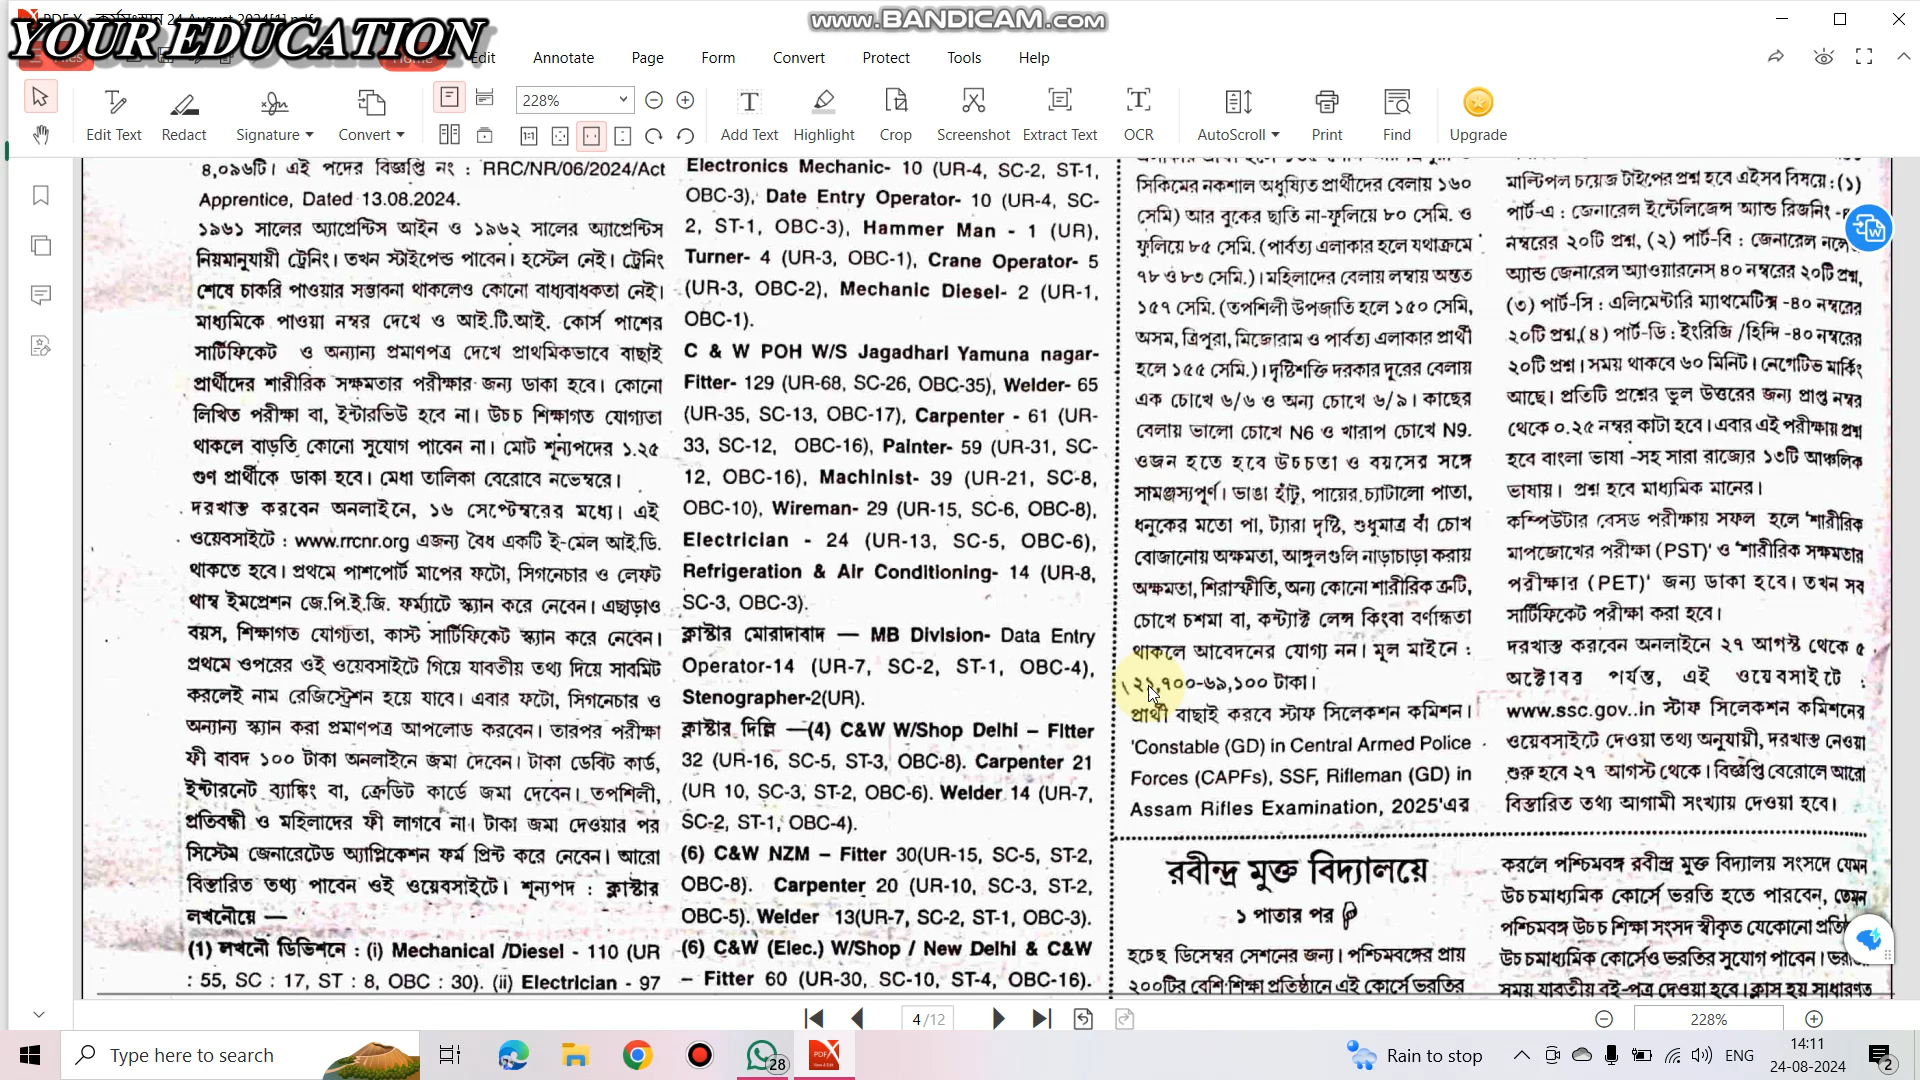 YOUR EDUCATION
www.BANDICAM.com
Edit
Annotate
Page
Form
Convert
Protect
Tools
Help
228%
Edit Text
Redact
Signature
Convert
Add Text
Highlight
Crop
Screenshot
Extract Text
OCR
AutoScroll
Print
Find
Upgrade
৪,০৯৬টি। এই পদের বিজ্ঞপ্তি নং : RRC/NR/06/2024/Act
Apprentice, Dated 13.08.2024.
১৯৬১ সালের অ্যাপ্রেন্টিস আইন ও ১৯৬২ সালের অ্যাপ্রেন্টিস
নিয়মানুযায়ী ট্রেনিং। তখন স্টাইপেন্ড পাবেন। হস্টেল নেই। ট্রেনিং
শেষে চাকরি পাওয়ার সম্ভাবনা থাকলেও কোনো বাধ্যবাধকতা নেই।
মাধ্যমিকে পাওয়া নম্বর দেখে ও আই.টি.আই. কোর্স পাশের
সার্টিফিকেট ও অন্যান্য প্রমাণপত্র দেখে প্রাথমিকভাবে বাছাই
প্রার্থীদের শারীরিক সক্ষমতার পরীক্ষার জন্য ডাকা হবে। কোনো
লিখিত পরীক্ষা বা, ইন্টারভিউ হবে না। উচচ শিক্ষাগত যোগ্যতা
থাকলে বাড়তি কোনো সুযোগ পাবেন না। মোট শূন্যপদের ১.২৫
গুণ প্রার্থীকে ডাকা হবে। মেধা তালিকা বেরোবে নভেম্বরে।
দরখাস্ত করবেন অনলাইনে, ১৬ সেপ্টেম্বরের মধ্যে। এই
ওয়েবসাইটে : www.rrcnr.org এজন্য বৈধ একটি ই-মেল আই.ডি.
থাকতে হবে। প্রথমে পাশপোর্ট মাপের ফটো, সিগনেচার ও লেফট
থাম্ব ইমপ্রেশন জে.পি.ই.জি. ফর্ম্যাটে স্ক্যান করে নেবেন। এছাড়াও
বয়স, শিক্ষাগত যোগ্যতা, কাস্ট সার্টিফিকেট স্ক্যান করে নেবেন।
প্রথমে ওপরের ওই ওয়েবসাইটে গিয়ে যাবতীয় তথ্য দিয়ে সাবমিট
করলেই নাম রেজিস্ট্রেশন হয়ে যাবে। এবার ফটো, সিগনেচার ও
অন্যান্য স্ক্যান করা প্রমাণপত্র আপলোড করবেন। তারপর পরীক্ষা
ফী বাবদ ১০০ টাকা অনলাইনে জমা দেবেন। টাকা ডেবিট কার্ড,
ইন্টারনেট ব্যাঙ্কিং বা, ক্রেডিট কার্ডে জমা দেবেন। তপশিলী,
প্রতিবন্ধী ও মহিলাদের ফী লাগবে না। টাকা জমা দেওয়ার পর
সিস্টেম জেনারেটেড অ্যাপ্লিকেশন ফর্ম প্রিন্ট করে নেবেন। আরো
বিস্তারিত তথ্য পাবেন ওই ওয়েবসাইটে। শূন্যপদ : ক্লাস্টার
লখনৌয়ে —
(1) লখনৌ ডিভিশনে : (i) Mechanical /Diesel - 110 (UR
: 55, SC : 17, ST : 8, OBC : 30). (ii) Electrician - 97
Electronics Mechanic- 10 (UR-4, SC-2, ST-1,
OBC-3), Date Entry Operator- 10 (UR-4, SC-
2, ST-1, OBC-3), Hammer Man - 1 (UR),
Turner- 4 (UR-3, OBC-1), Crane Operator- 5
(UR-3, OBC-2), Mechanic Diesel- 2 (UR-1,
OBC-1).
C & W POH W/S Jagadhari Yamuna nagar-
Fitter- 129 (UR-68, SC-26, OBC-35), Welder- 65
(UR-35, SC-13, OBC-17), Carpenter - 61 (UR-
33, SC-12, OBC-16), Painter- 59 (UR-31, SC-
12, OBC-16), Machinist- 39 (UR-21, SC-8,
OBC-10), Wireman- 29 (UR-15, SC-6, OBC-8),
Electrician - 24 (UR-13, SC-5, OBC-6),
Refrigeration & Air Conditioning- 14 (UR-8,
SC-3, OBC-3).
ক্লাস্টার মোরাদাবাদ — MB Division- Data Entry
Operator-14 (UR-7, SC-2, ST-1, OBC-4),
Stenographer-2(UR).
ক্লাস্টার দিল্লি —(4) C&W W/Shop Delhi – Fitter
32 (UR-16, SC-5, ST-3, OBC-8). Carpenter 21
(UR 10, SC-3, ST-2, OBC-6). Welder 14 (UR-7,
SC-2, ST-1, OBC-4).
(6) C&W NZM – Fitter 30(UR-15, SC-5, ST-2,
OBC-8). Carpenter 20 (UR-10, SC-3, ST-2,
OBC-5). Welder 13(UR-7, SC-2, ST-1, OBC-3).
(6) C&W (Elec.) W/Shop / New Delhi & C&W
– Fitter 60 (UR-30, SC-10, ST-4, OBC-16).
সিকিমের নকশাল অধ্যুষিত প্রার্থীদের বেলায় ১৬০
সেমি) আর বুকের ছাতি না-ফুলিয়ে ৮০ সেমি. ও
ফুলিয়ে ৮৫ সেমি. (পার্বত্য এলাকার হলে যথাক্রমে
৭৮ ও ৮৩ সেমি.)। মহিলাদের বেলায় লম্বায় অন্তত
১৫৭ সেমি. (তপশিলী উপজাতি হলে ১৫০ সেমি,
অসম, ত্রিপুরা, মিজোরাম ও পার্বত্য এলাকার প্রার্থী
হলে ১৫৫ সেমি.)। দৃষ্টিশক্তি দরকার দূরের বেলায়
এক চোখে ৬/৬ ও অন্য চোখে ৬/৯। কাছের
বেলায় ভালো চোখে N6 ও খারাপ চোখে N9.
ওজন হতে হবে উচচতা ও বয়সের সঙ্গে
সামঞ্জস্যপূর্ণ। ভাঙা হাঁটু, পায়ের চ্যাটালো পাতা,
ধনুকের মতো পা, ট্যারা দৃষ্টি, শুধুমাত্র বাঁ চোখ
বোজানোয় অক্ষমতা, আঙ্গুলগুলি নাড়াচাড়া করায়
অক্ষমতা, শিরাস্ফীতি, অন্য কোনো শারীরিক ত্রুটি,
চোখে চশমা বা, কন্ট্যাক্ট লেন্স কিংবা বর্ণান্ধতা
থাকলে আবেদনের যোগ্য নন। মূল মাইনে :
২১,৭০০-৬৯,১০০ টাকা।
প্রার্থী বাছাই করবে স্টাফ সিলেকশন কমিশন।
'Constable (GD) in Central Armed Police
Forces (CAPFs), SSF, Rifleman (GD) in
Assam Rifles Examination, 2025'এর
মাল্টিপল চয়েজ টাইপের প্রশ্ন হবে এইসব বিষয়ে : (১)
পার্ট-এ : জেনারেল ইন্টেলিজেন্স অ্যান্ড রিজনিং -৪
নম্বরের ২০টি প্রশ্ন, (২) পার্ট-বি : জেনারেল নলে
অ্যান্ড জেনারেল অ্যাওয়ারনেস ৪০ নম্বরের ২০টি প্রশ্ন,
(৩) পার্ট-সি : এলিমেন্টারি ম্যাথমেটিক্স -৪০ নম্বরের
২০টি প্রশ্ন,(৪) পার্ট-ডি : ইংরিজি /হিন্দি -৪০ নম্বরের
২০টি প্রশ্ন। সময় থাকবে ৬০ মিনিট। নেগেটিভ মার্কিং
আছে। প্রতিটি প্রশ্নের ভুল উত্তরের জন্য প্রাপ্ত নম্বর
থেকে ০.২৫ নম্বর কাটা হবে। এবার এই পরীক্ষায় প্রশ্ন
হবে বাংলা ভাষা -সহ সারা রাজ্যের ১৩টি আঞ্চলিক
ভাষায়। প্রশ্ন হবে মাধ্যমিক মানের।
কম্পিউটার বেসড পরীক্ষায় সফল হলে 'শারীরিক
মাপজোখের পরীক্ষা (PST)' ও 'শারীরিক সক্ষমতার
পরীক্ষার (PET)' জন্য ডাকা হবে। তখন সব
সার্টিফিকেট পরীক্ষা করা হবে।
দরখাস্ত করবেন অনলাইনে ২৭ আগস্ট থেকে ৫
অক্টোবর পর্যন্ত, এই ওয়েবসাইটে :
www.ssc.gov..in স্টাফ সিলেকশন কমিশনের
ওয়েবসাইটে দেওয়া তথ্য অনুযায়ী, দরখাস্ত নেওয়া
শুরু হবে ২৭ আগস্ট থেকে। বিজ্ঞপ্তি বেরোলে আরো
বিস্তারিত তথ্য আগামী সংখ্যায় দেওয়া হবে।
রবীন্দ্র মুক্ত বিদ্যালয়ে
১ পাতার পর
হচেছ ডিসেম্বর সেশনের জন্য। পশ্চিমবঙ্গের প্রায়
২০০টির বেশি শিক্ষা প্রতিষ্ঠানে এই কোর্সে ভরতির
করলে পশ্চিমবঙ্গ রবীন্দ্র মুক্ত বিদ্যালয় সংসদে যেমন
উচচমাধ্যমিক কোর্সে ভরতি হতে পারবেন, তেমন
পশ্চিমবঙ্গ উচচ শিক্ষা সংসদ স্বীকৃত যেকোনো
উচচমাধ্যমিক কোর্সেও ভরতির সুযোগ পাবেন।
সময় যাবতীয় বই-পত্র দেওয়া হবে। ক্লাস হয় সাধারণত
4 /12
228%
Type here to search
28
Rain to stop
ENG
14:11
24-08-2024
2